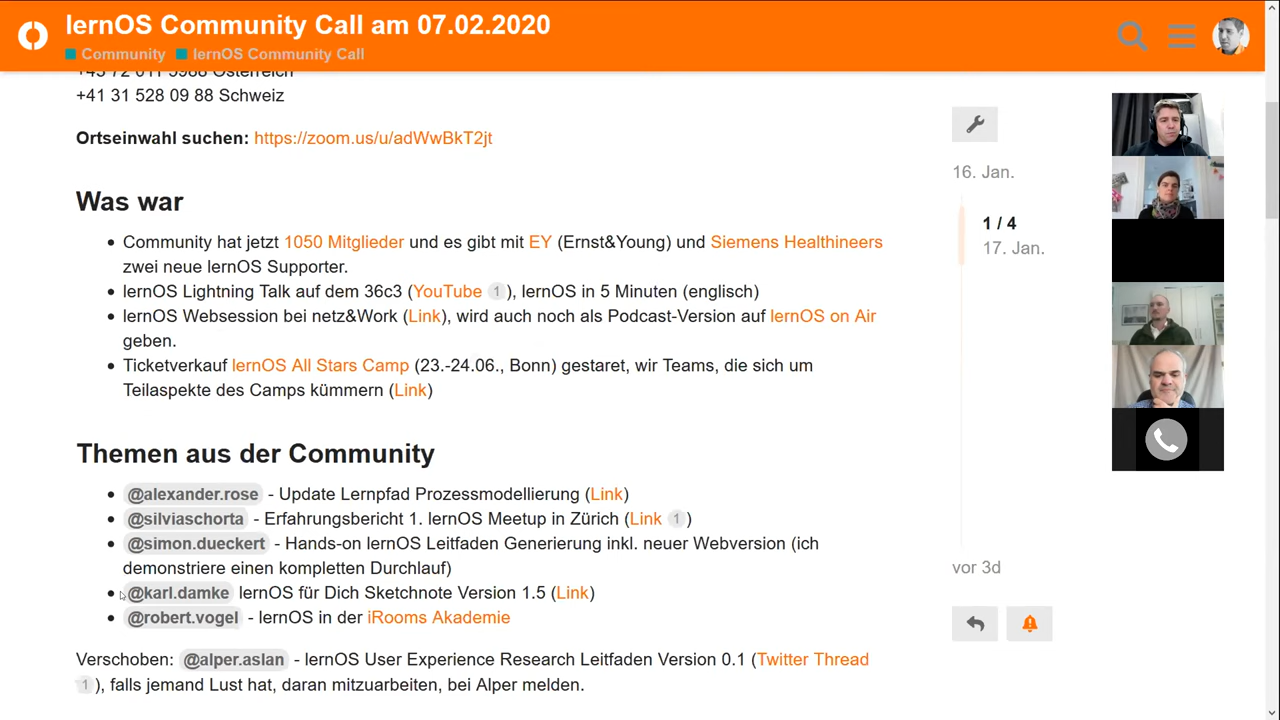 lernOS Community Call am 07.02.2020
Community lernOS Community Call
+43 72 011 5988 Österreich
+41 31 528 09 88 Schweiz
Ortseinwahl suchen: https://zoom.us/u/adWwBkT2jt
Was war
Community hat jetzt 1050 Mitglieder und es gibt mit EY (Ernst&Young) und Siemens Healthineers
zwei neue lernOS Supporter.
lernOS Lightning Talk auf dem 36c3 (YouTube 1), lernOS in 5 Minuten (englisch)
lernOS Websession bei netz&Work (Link), wird auch noch als Podcast-Version auf lernOS on Air
geben.
Ticketverkauf lernOS All Stars Camp (23.-24.06., Bonn) gestaret, wir Teams, die sich um
Teilaspekte des Camps kümmern (Link)
Themen aus der Community
@alexander.rose - Update Lernpfad Prozessmodellierung (Link)
@silviaschorta - Erfahrungsbericht 1. lernOS Meetup in Zürich (Link 1)
@simon.dueckert - Hands-on lernOS Leitfaden Generierung inkl. neuer Webversion (ich
demonstriere einen kompletten Durchlauf)
@karl.damke lernOS für Dich Sketchnote Version 1.5 (Link)
@robert.vogel - lernOS in der iRooms Akademie
Verschoben: @alper.aslan - lernOS User Experience Research Leitfaden Version 0.1 (Twitter Thread
1), falls jemand Lust hat, daran mitzuarbeiten, bei Alper melden.
16. Jan.
1 / 4
17. Jan.
vor 3d